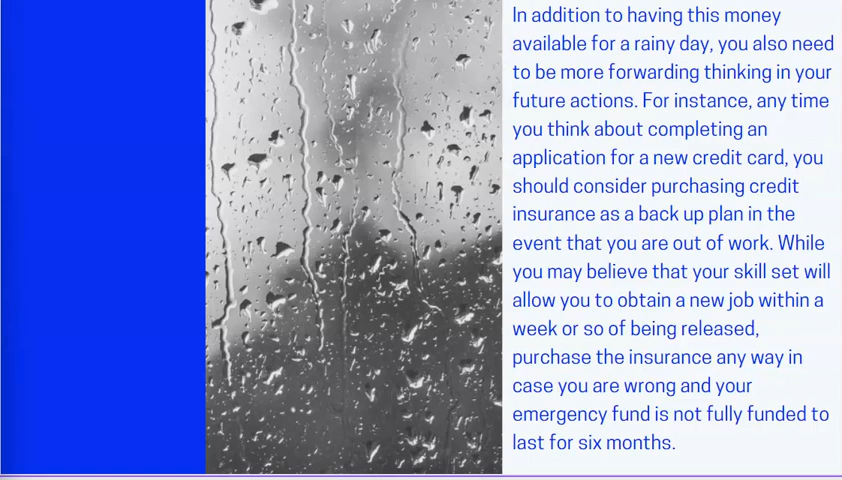 In addition to having this money
available for a rainy day, you also need
to be more forwarding thinking in your
future actions. For instance, any time
you think about completing an
application for a new credit card, you
should consider purchasing credit
insurance as a back up plan in the
event that you are out of work. While
you may believe that your skill set will
allow you to obtain a new job within a
week or so of being released,
purchase the insurance any way in
case you are wrong and your
emergency fund is not fully funded to
last for six months.